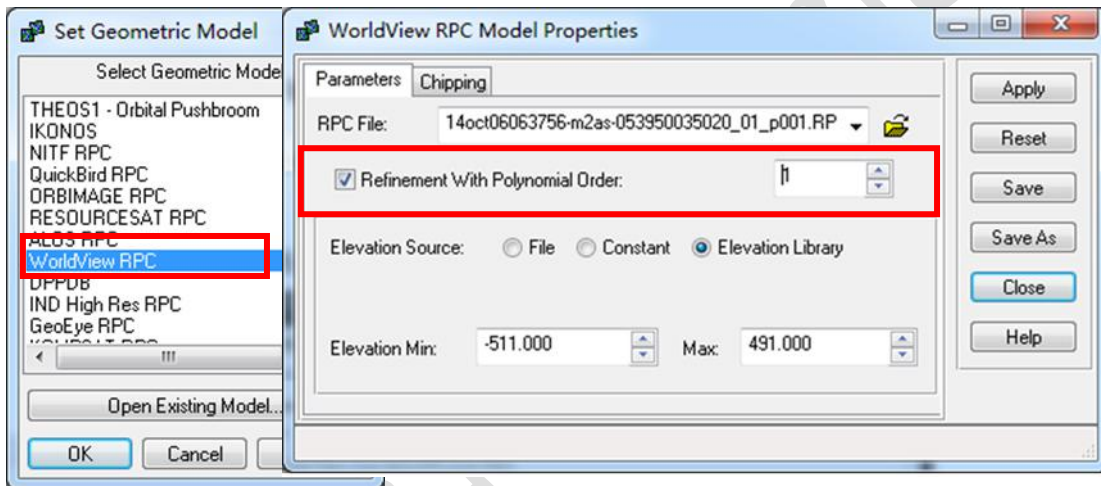 Set Geometric Model
Select Geometric Mode
THEOS1 - Orbital Pushbroom
IKONOS
NITF RPC
QuickBird RPC
ORBIMAGE RPC
RESOURCESAT RPC
ALOS RPC
WorldView RPC
DPPDB
IND High Res RPC
GeoEye RPC
Open Existing Model...
OK
Cancel
WorldView RPC Model Properties
Parameters
Chipping
RPC File:
14oct06063756-m2as-053950035020_01_p001.RP
Refinement With Polynomial Order:
1
Elevation Source:
File
Constant
Elevation Library
Elevation Min:
-511.000
Max:
491.000
Apply
Reset
Save
Save As
Close
Help